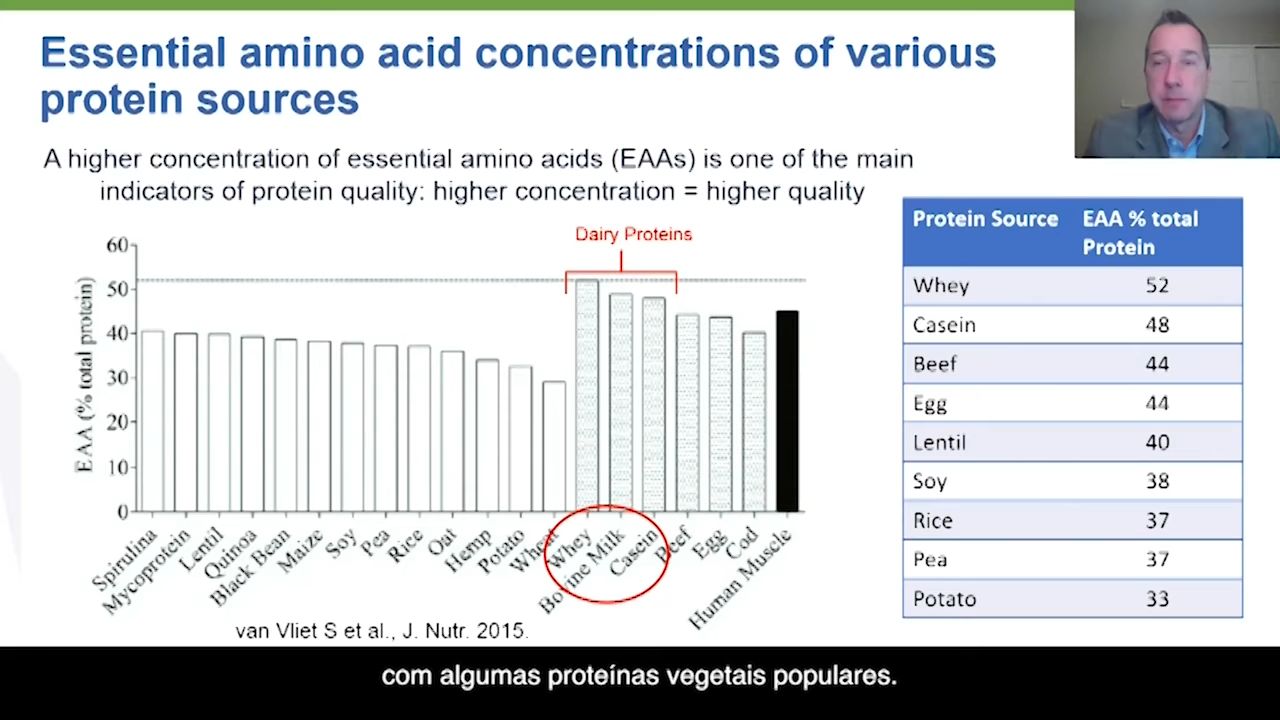 Essential amino acid concentrations of various
protein sources
A higher concentration of essential amino acids (EAAs) is one of the main
indicators of protein quality: higher concentration = higher quality
Dairy Proteins
EAA (% total protein)
60
50
40
30
20
10
0
Spirulina
Mycoprotein
Lentil
Quinoa
Black Bean
Maize
Soy
Pea
Rice
Oat
Hemp
Potato
Wheat
Whey
Bovine Milk
Casein
Beef
Egg
Cod
Human Muscle
van Vliet S et al., J. Nutr. 2015.
Protein Source EAA % total
Protein
Whey 52
Casein 48
Beef 44
Egg 44
Lentil 40
Soy 38
Rice 37
Pea 37
Potato 33
com algumas proteínas vegetais populares.